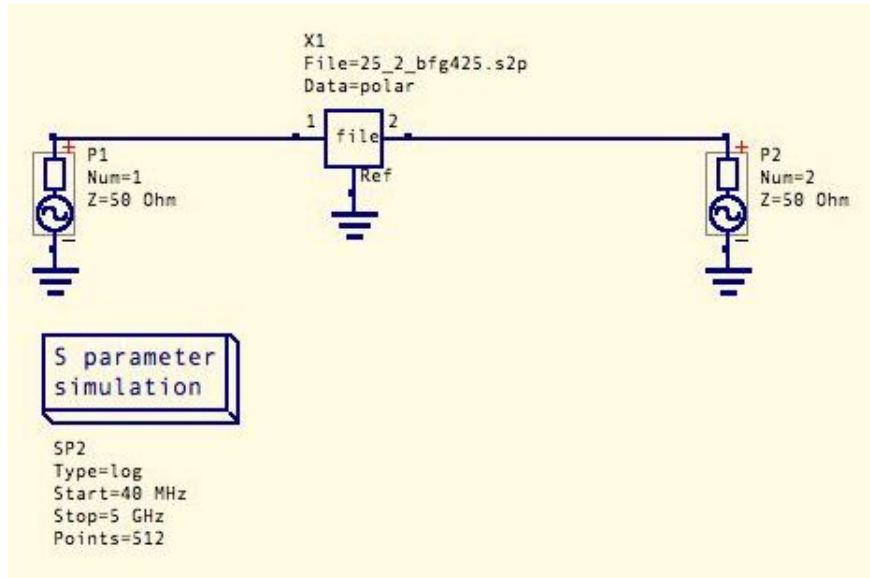 X1
File=25_2_bfg425.s2p
Data=polar
1
file
2
Ref
+
P1
Num=1
Z=50 Ohm
-
+
P2
Num=2
Z=50 Ohm
-
S parameter
simulation
SP2
Type=log
Start=40 MHz
Stop=5 GHz
Points=512